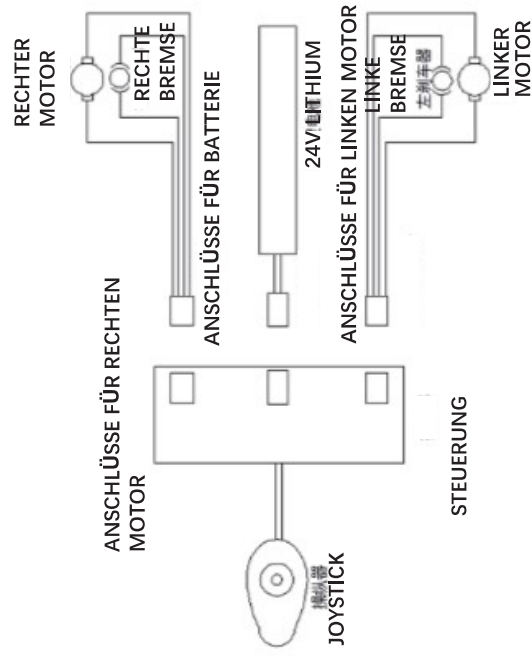 RECHTER
MOTOR
RECHTE
BREMSE
ANSCHLÜSSE FÜR BATTERIE
24V LITHIUM
ANSCHLÜSSE FÜR LINKEN MOTOR
LINKE
BREMSE
左刹车器
LINKER
MOTOR
ANSCHLÜSSE FÜR RECHTEN
MOTOR
STEUERUNG
操纵器
JOYSTICK